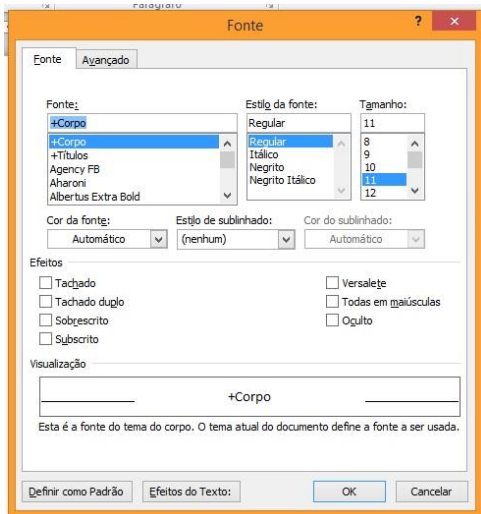 Parágrafo
Fonte ?
Fonte Avançado
Fonte: Estilo da fonte: Tamanho:
+Corpo Regular 11
+Corpo Regular 8
+Títulos Itálico 9
Agency FB Negrito 10
Aharoni Negrito Itálico 11
Albertus Extra Bold 12
Cor da fonte: Estilo de sublinhado: Cor do sublinhado:
Automático (nenhum) Automático
Efeitos
Tachado Versalete
Tachado duplo Todas em maiúsculas
Sobrescrito Oculto
Subscrito
Visualização
+Corpo
Esta é a fonte do tema do corpo. O tema atual do documento define a fonte a ser usada.
Definir como Padrão Efeitos do Texto: OK Cancelar